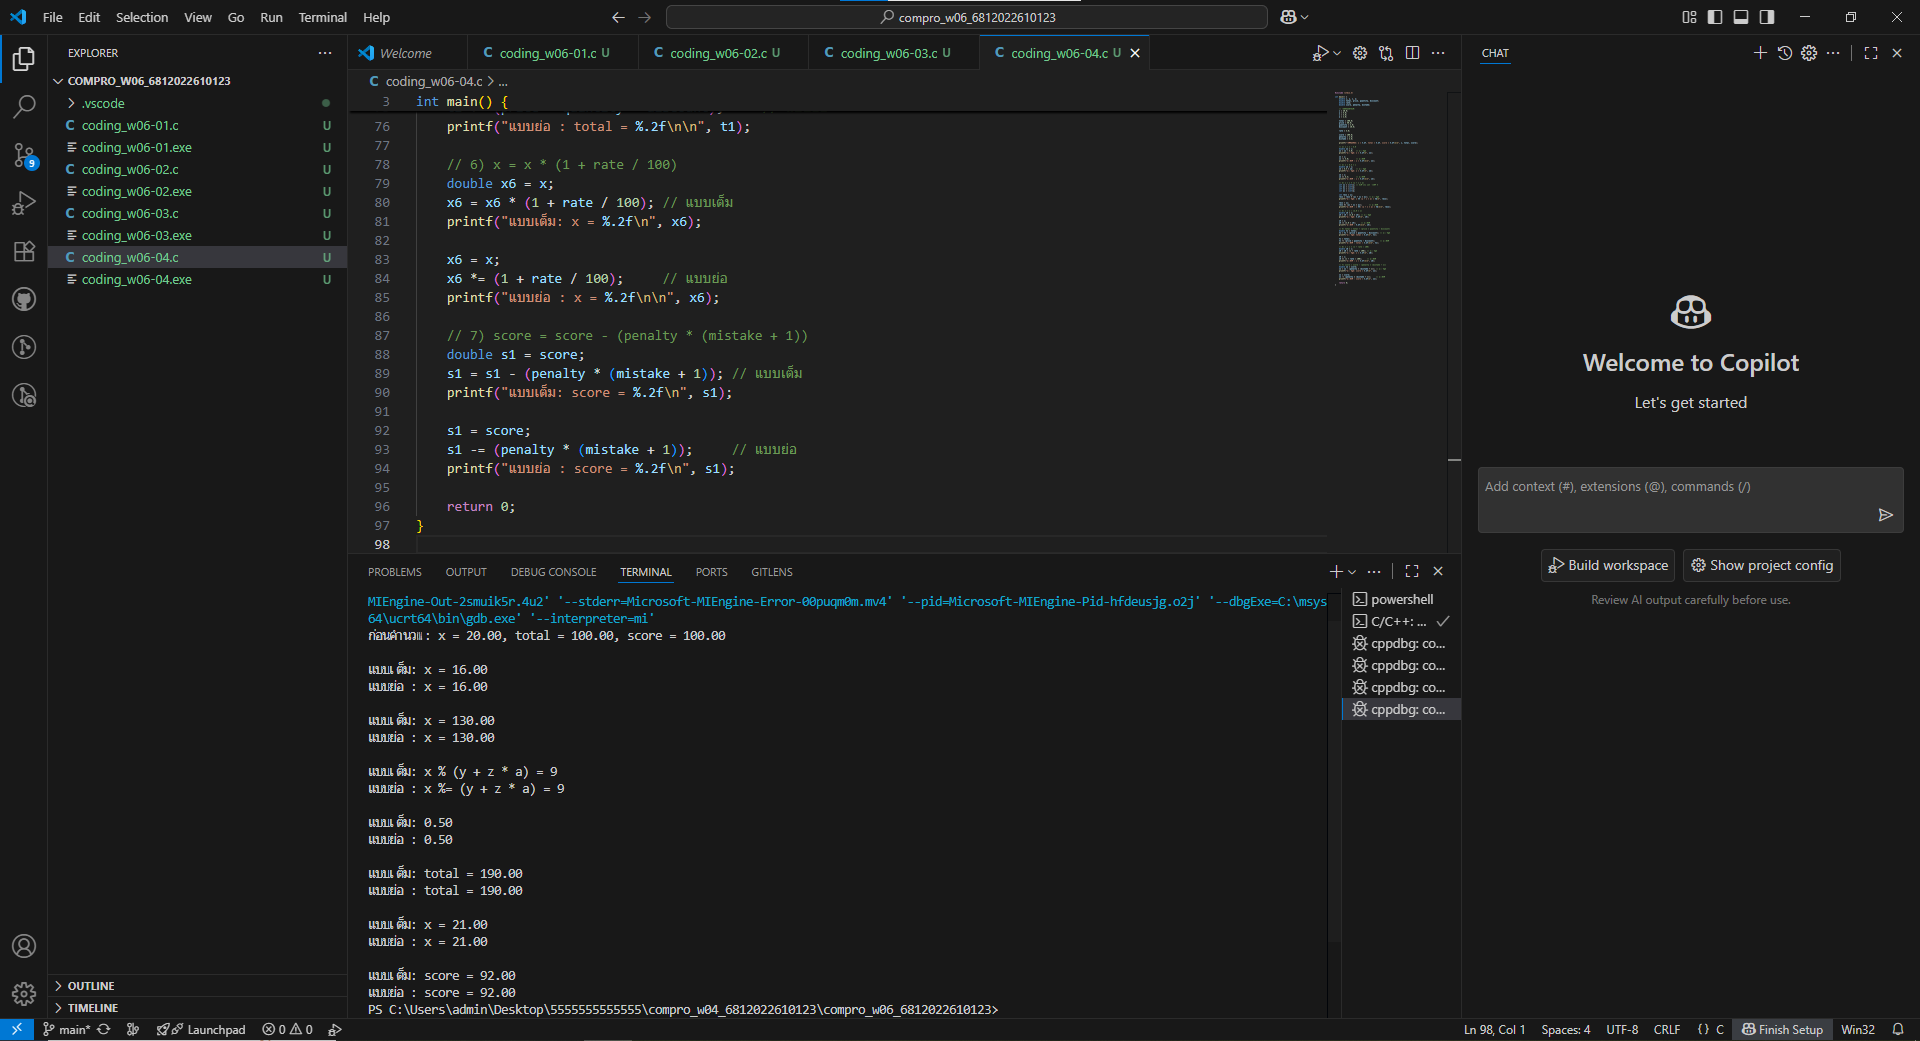 File Edit Selection View Go Run Terminal Help
compro_w06_6812022610123
EXPLORER
COMPRO_W06_6812022610123
.vscode
coding_w06-01.c U
coding_w06-01.exe U
coding_w06-02.c U
coding_w06-02.exe U
coding_w06-03.c U
coding_w06-03.exe U
coding_w06-04.c U
coding_w06-04.exe U
9
OUTLINE
TIMELINE
Welcome
C coding_w06-01.c U
C coding_w06-02.c U
C coding_w06-03.c U
C coding_w06-04.c U
C coding_w06-04.c > ...
3 int main() {
76 printf("แบบย่อ : total = %.2f\n\n", t1);
77
78 // 6) x = x * (1 + rate / 100)
79 double x6 = x;
80 x6 = x6 * (1 + rate / 100); // แบบเต็ม
81 printf("แบบเต็ม: x = %.2f\n", x6);
82
83 x6 = x;
84 x6 *= (1 + rate / 100); // แบบย่อ
85 printf("แบบย่อ : x = %.2f\n\n", x6);
86
87 // 7) score = score - (penalty * (mistake + 1))
88 double s1 = score;
89 s1 = s1 - (penalty * (mistake + 1)); // แบบเต็ม
90 printf("แบบเต็ม: score = %.2f\n", s1);
91
92 s1 = score;
93 s1 -= (penalty * (mistake + 1)); // แบบย่อ
94 printf("แบบย่อ : score = %.2f\n", s1);
95
96 return 0;
97 }
98
PROBLEMS OUTPUT DEBUG CONSOLE TERMINAL PORTS GITLENS
MIEngine-Out-2smuik5r.4u2' '--stderr=Microsoft-MIEngine-Error-00puqm0m.mv4' '--pid=Microsoft-MIEngine-Pid-hfdeusjg.o2j' '--dbgExe=C:\msys
64\ucrt64\bin\gdb.exe' '--interpreter=mi'
ก่อนคำนวณ: x = 20.00, total = 100.00, score = 100.00
แบบเต็ม: x = 16.00
แบบย่อ : x = 16.00
แบบเต็ม: x = 130.00
แบบย่อ : x = 130.00
แบบเต็ม: x % (y + z * a) = 9
แบบย่อ : x %= (y + z * a) = 9
แบบเต็ม: 0.50
แบบย่อ : 0.50
แบบเต็ม: total = 190.00
แบบย่อ : total = 190.00
แบบเต็ม: x = 21.00
แบบย่อ : x = 21.00
แบบเต็ม: score = 92.00
แบบย่อ : score = 92.00
PS C:\Users\admin\Desktop\5555555555555\compro_w04_6812022610123\compro_w06_6812022610123>
powershell
C/C++: ...
cppdbg: co...
cppdbg: co...
cppdbg: co...
cppdbg: co...
CHAT
Welcome to Copilot
Let's get started
Add context (#), extensions (@), commands (/)
Build workspace
Show project config
Review AI output carefully before use.
main* Launchpad 0 0
Ln 98, Col 1 Spaces: 4 UTF-8 CRLF {} C Finish Setup Win32